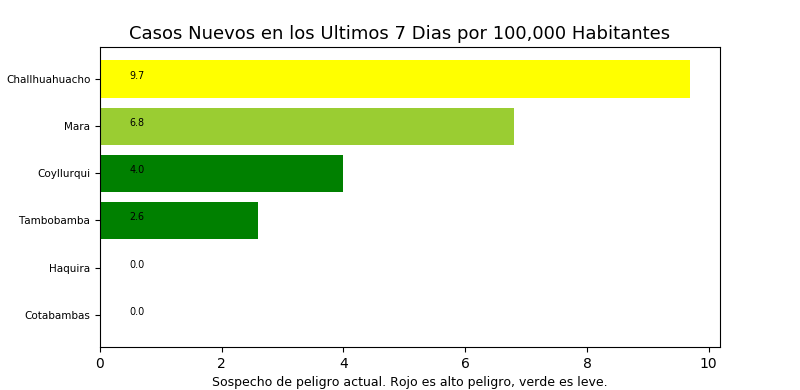 Casos Nuevos en los Ultimos 7 Dias por 100,000 Habitantes
Challhuahuacho 9.7
Mara 6.8
Coyllurqui 4.0
Tambobamba 2.6
Haquira 0.0
Cotabambas 0.0
0 2 4 6 8 10
Sospecho de peligro actual. Rojo es alto peligro, verde es leve.